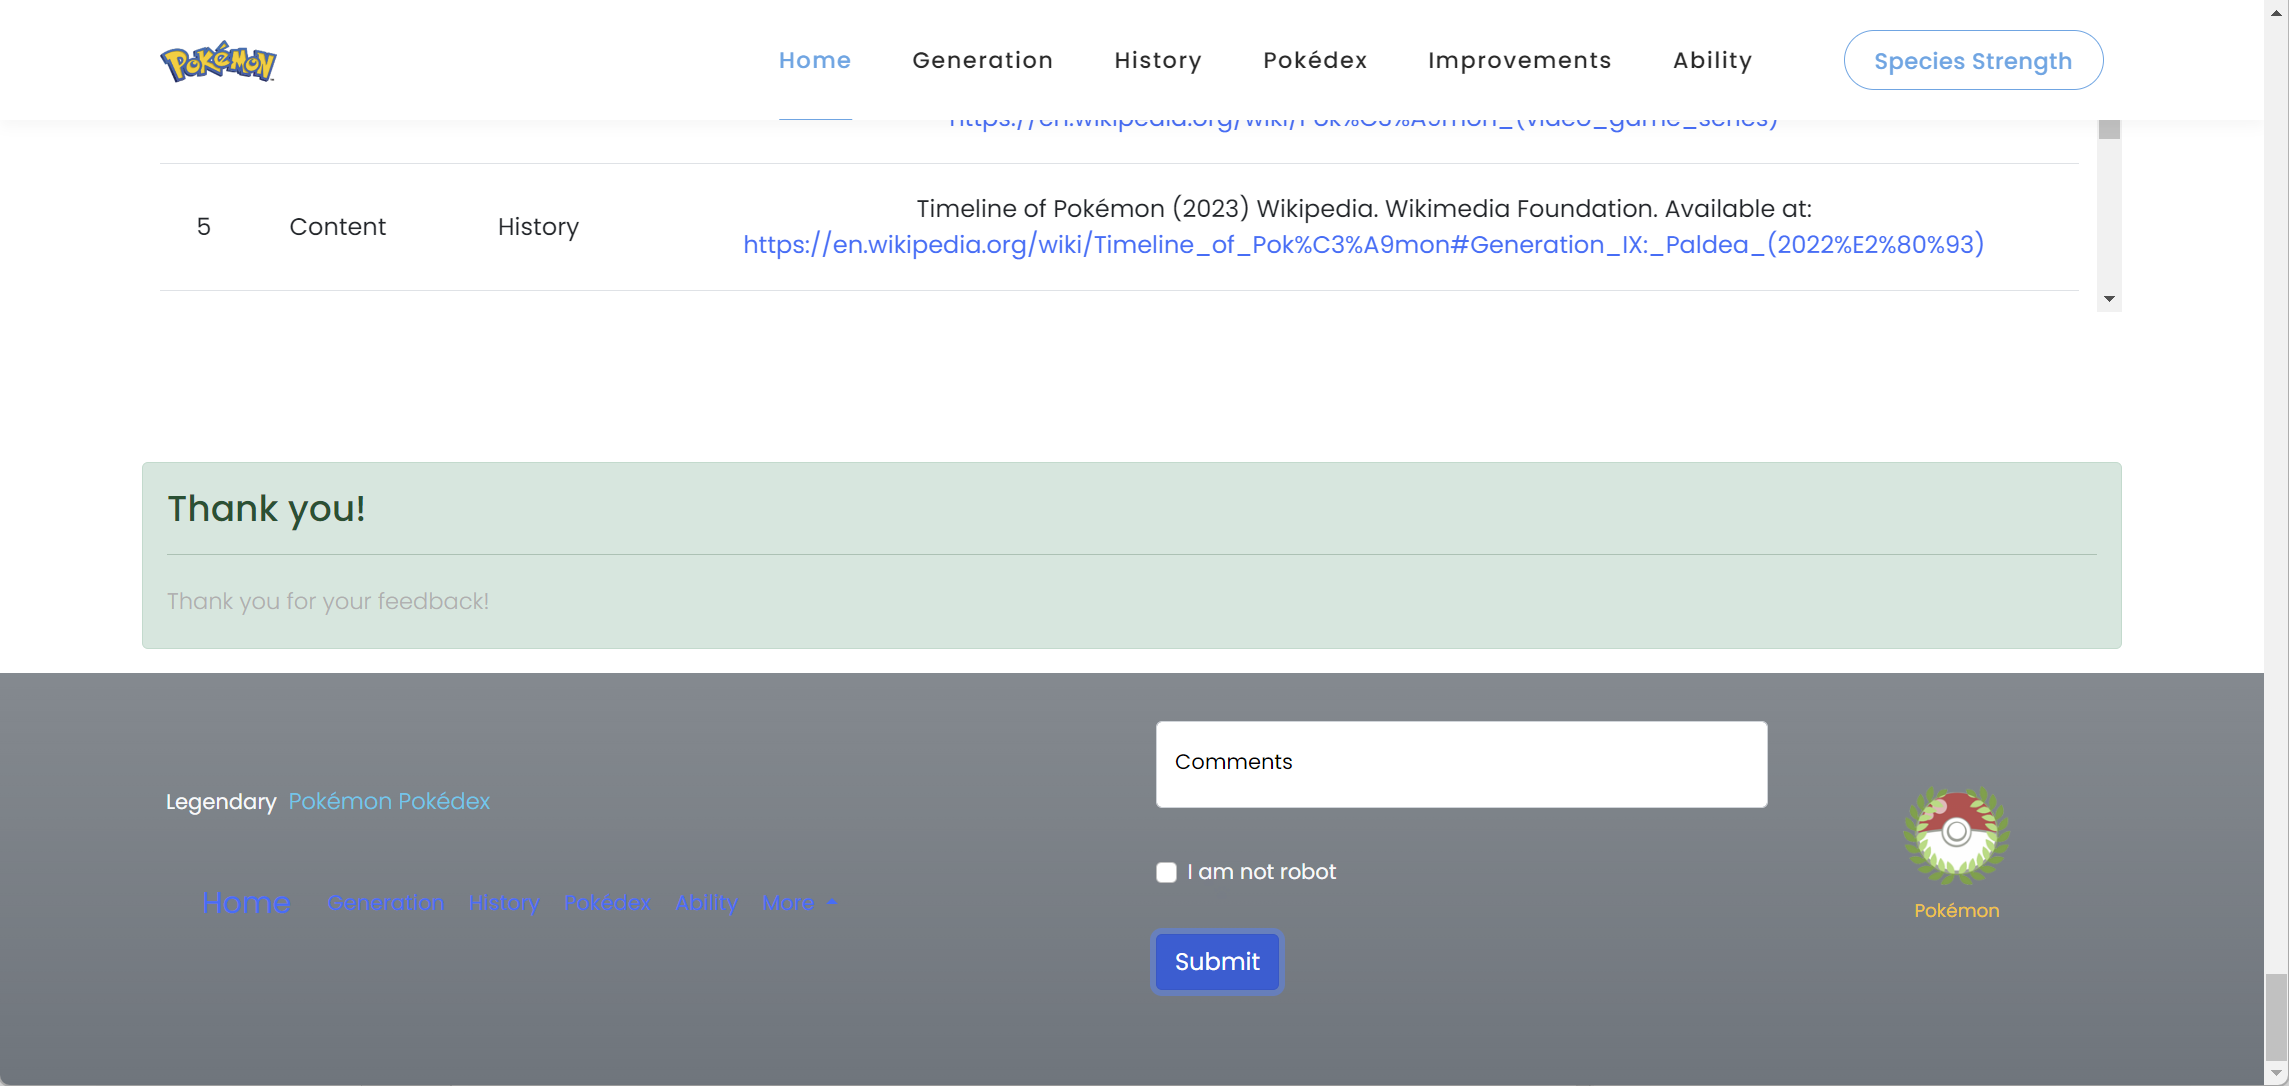 POKéMON
Home
Generation
History
Pokédex
Improvements
Ability
Species Strength
https://en.wikipedia.org/wiki/Pok%C3%A9mon_(video_game_series)
5
Content
History
Timeline of Pokémon (2023) Wikipedia. Wikimedia Foundation. Available at:
https://en.wikipedia.org/wiki/Timeline_of_Pok%C3%A9mon#Generation_IX:_Paldea_(2022%E2%80%93)
Thank you!
Thank you for your feedback!
Legendary Pokémon Pokédex
Home Generation History Pokédex Ability More
Comments
I am not robot
Submit
Pokémon